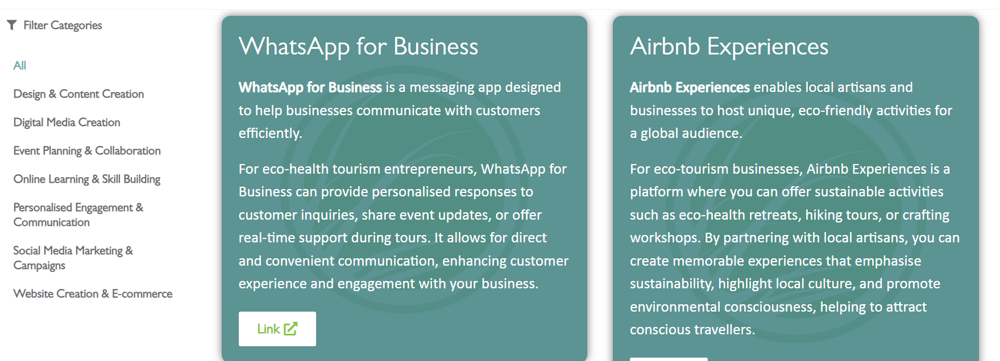 Filter Categories
All
Design & Content Creation
Digital Media Creation
Event Planning & Collaboration
Online Learning & Skill Building
Personalised Engagement &
Communication
Social Media Marketing &
Campaigns
Website Creation & E-commerce
WhatsApp for Business
WhatsApp for Business is a messaging app designed
to help businesses communicate with customers
efficiently.
For eco-health tourism entrepreneurs, WhatsApp for
Business can provide personalised responses to
customer inquiries, share event updates, or offer
real-time support during tours. It allows for direct
and convenient communication, enhancing customer
experience and engagement with your business.
Link
Airbnb Experiences
Airbnb Experiences enables local artisans and
businesses to host unique, eco-friendly activities for
a global audience.
For eco-tourism businesses, Airbnb Experiences is a
platform where you can offer sustainable activities
such as eco-health retreats, hiking tours, or crafting
workshops. By partnering with local artisans, you can
create memorable experiences that emphasise
sustainability, highlight local culture, and promote
environmental consciousness, helping to attract
conscious travellers.